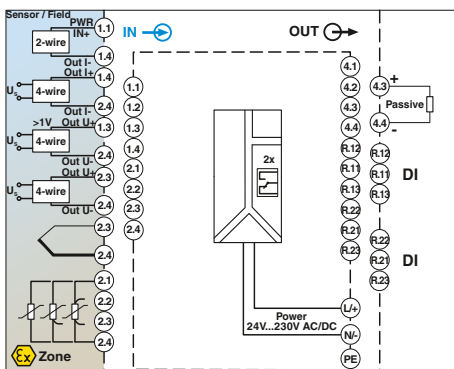 Sensor / Field
PWR
IN+
2-wire
1.1
1.4
Out I-
Out I+
Us
4-wire
1.4
2.4
Out I-
>1V
Out U+
Us
4-wire
1.3
2.4
Out U-
Out U+
Us
4-wire
2.3
2.4
Out U-
2.3
2.4
2.1
2.2
2.3
2.4
Ex
Zone
IN
1.1
1.2
1.3
1.4
2.1
2.2
2.3
2.4
2x
Power
24V...230V AC/DC
OUT
4.1
4.2
4.3
4.4
R.12
R.11
R.13
R.22
R.21
R.23
L/+
N/-
PE
4.3
+
Passive
4.4
-
R.12
R.11
DI
R.13
R.22
R.21
DI
R.23